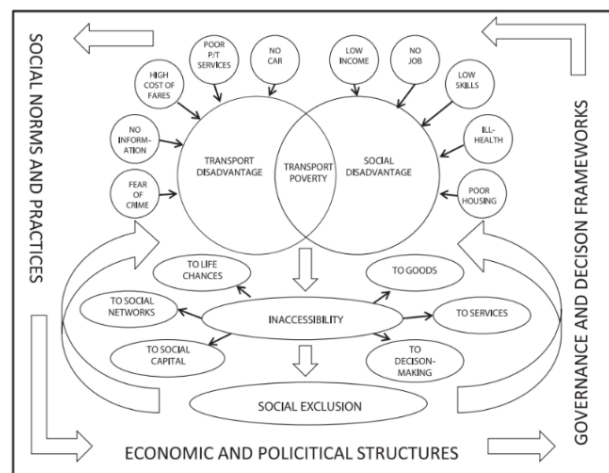 SOCIAL NORMS AND PRACTICES
POOR
P/T
SERVICES
NO
CAR
LOW
INCOME
NO
JOB
HIGH
COST OF
FARES
LOW
SKILLS
NO
INFORM-
ATION
ILL-
HEALTH
TRANSPORT
DISADVANTAGE
TRANSPORT
POVERTY
SOCIAL
DISADVANTAGE
FEAR
OF
CRIME
POOR
HOUSING
TO LIFE
CHANCES
TO GOODS
TO SOCIAL
NETWORKS
INACCESSIBILITY
TO SERVICES
TO SOCIAL
CAPITAL
TO
DECISON-
MAKING
SOCIAL EXCLUSION
GOVERNANCE AND DECISON FRAMEWORKS
ECONOMIC AND POLICITICAL STRUCTURES